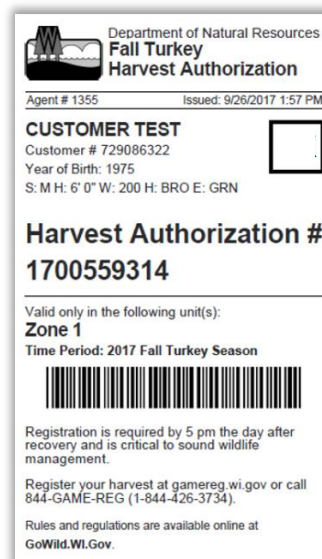 Department of Natural Resources
Fall Turkey
Harvest Authorization
Agent # 1355 Issued: 9/26/2017 1:57 PM
CUSTOMER TEST
Customer # 729086322
Year of Birth: 1975
S: M H: 6' 0" W: 200 H: BRO E: GRN
Harvest Authorization #
1700559314
Valid only in the following unit(s):
Zone 1
Time Period: 2017 Fall Turkey Season
Registration is required by 5 pm the day after
recovery and is critical to sound wildlife
management.
Register your harvest at gamereg.wi.gov or call
844-GAME-REG (1-844-426-3734).
Rules and regulations are available online at
GoWild.WI.Gov.